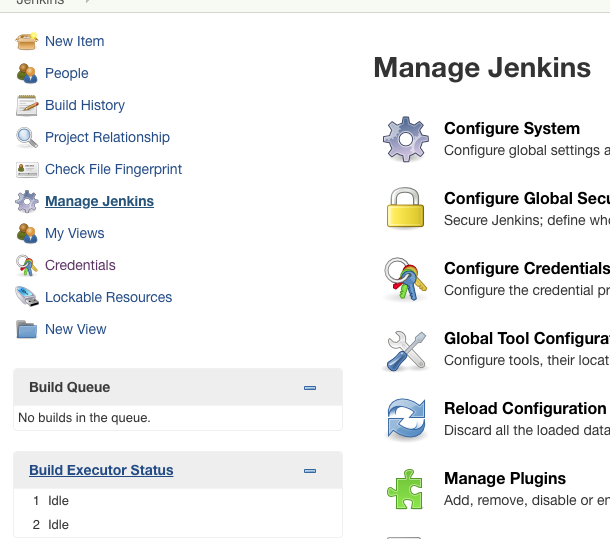 Jenkins
New Item
People
Build History
Project Relationship
Check File Fingerprint
Manage Jenkins
My Views
Credentials
Lockable Resources
New View
Build Queue
No builds in the queue.
Build Executor Status
1 Idle
2 Idle
Manage Jenkins
Configure System
Configure global settings a
Configure Global Secu
Secure Jenkins; define who
Configure Credentials
Configure the credential pr
Global Tool Configurat
Configure tools, their locat
Reload Configuration
Discard all the loaded data
Manage Plugins
Add, remove, disable or en